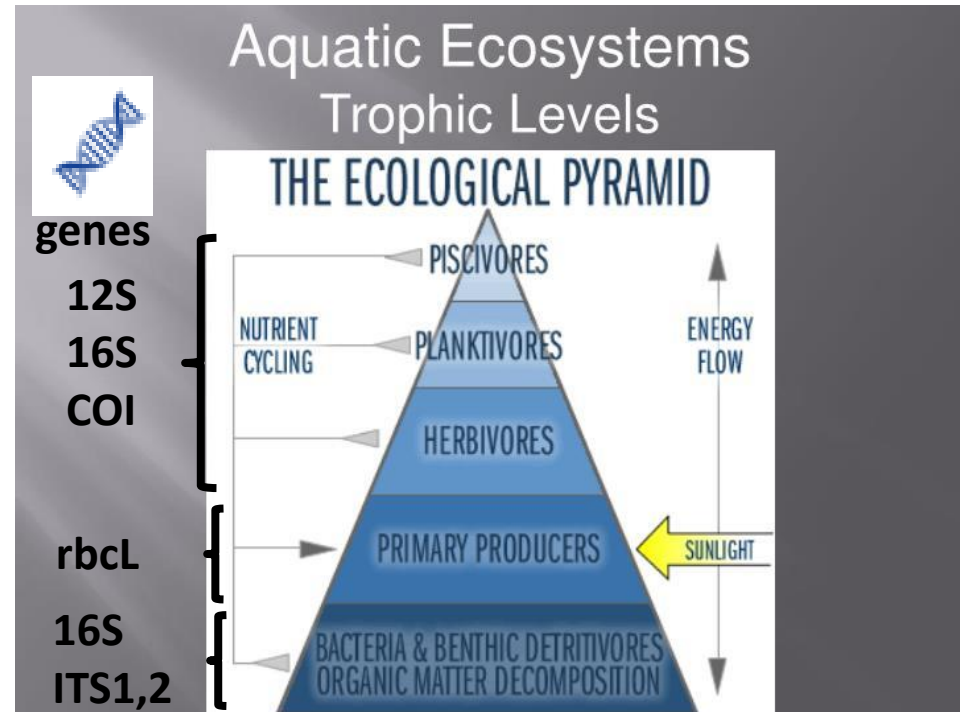 Aquatic Ecosystems
Trophic Levels
THE ECOLOGICAL PYRAMID
genes
12S
16S
COI
rbcL
16S
ITS1,2
NUTRIENT
CYCLING
PISCIVORES
PLANKTIVORES
HERBIVORES
PRIMARY PRODUCERS
BACTERIA & BENTHIC DETRITIVORES
ORGANIC MATTER DECOMPOSITION
ENERGY
FLOW
SUNLIGHT